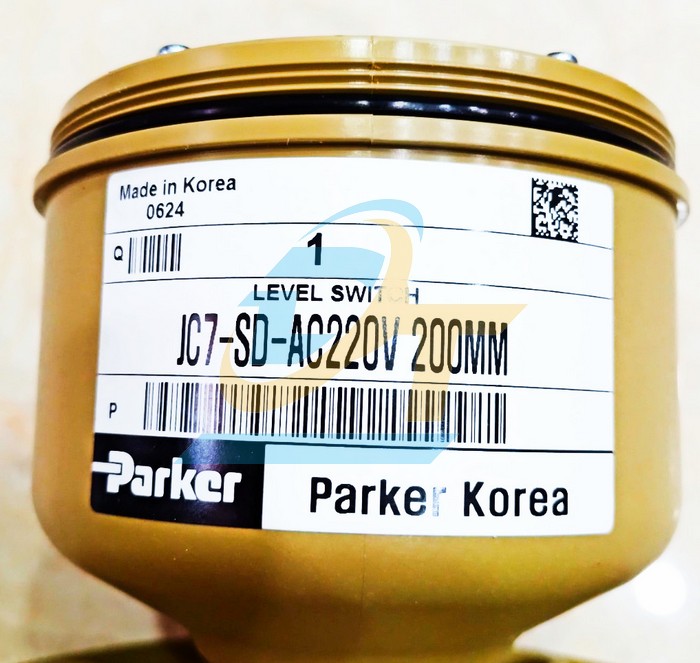 Made in Korea
0624
Q
1
LEVEL SWITCH
JC7-SD-AC220V 200MM
P
Parker
Parker Korea